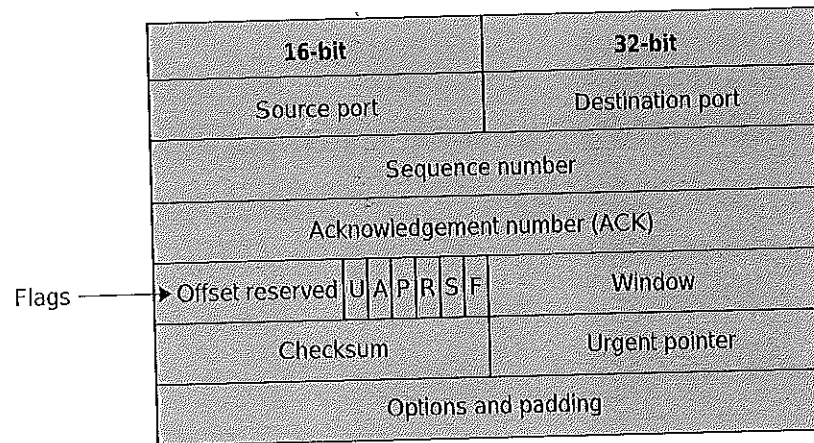 16-bit 32-bit
Source port Destination port
Sequence number
Acknowledgement number (ACK)
Flags Offset reserved U A P R S F Window
Checksum Urgent pointer
Options and padding